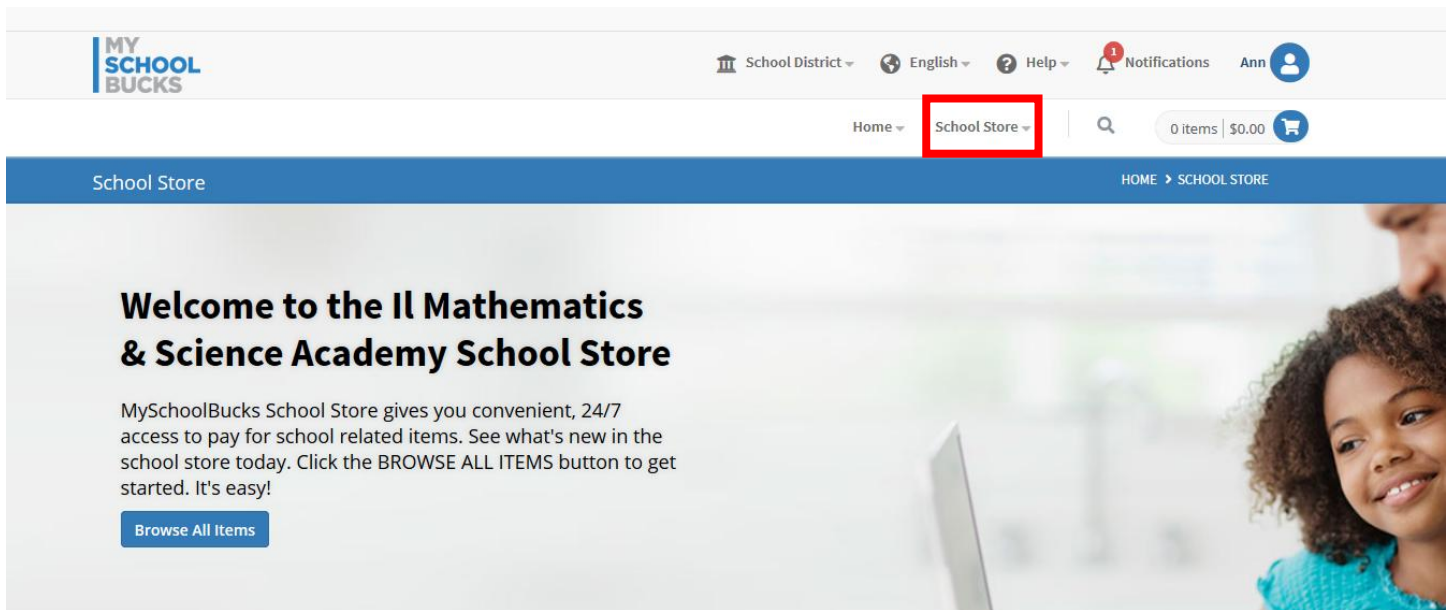 MY
SCHOOL
BUCKS
School District English Help 1 Notifications Ann
Home School Store 0 items $0.00
School Store HOME > SCHOOL STORE
Welcome to the Il Mathematics
& Science Academy School Store
MySchoolBucks School Store gives you convenient, 24/7
access to pay for school related items. See what's new in the
school store today. Click the BROWSE ALL ITEMS button to get
started. It's easy!
Browse All Items